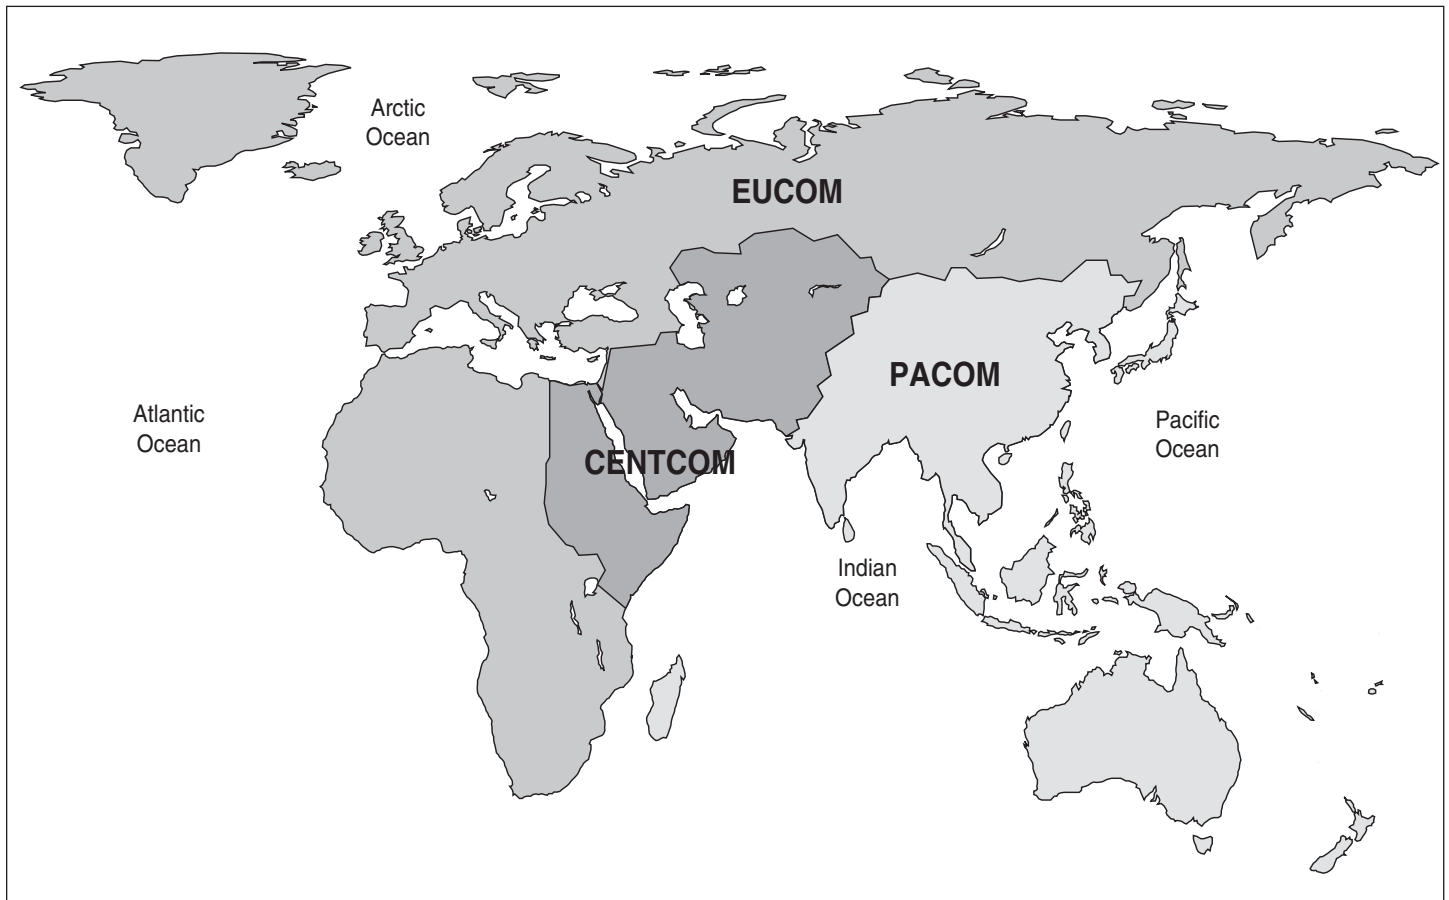 Arctic
Ocean
EUCOM
PACOM
Atlantic
Ocean
Pacific
Ocean
CENTCOM
Indian
Ocean